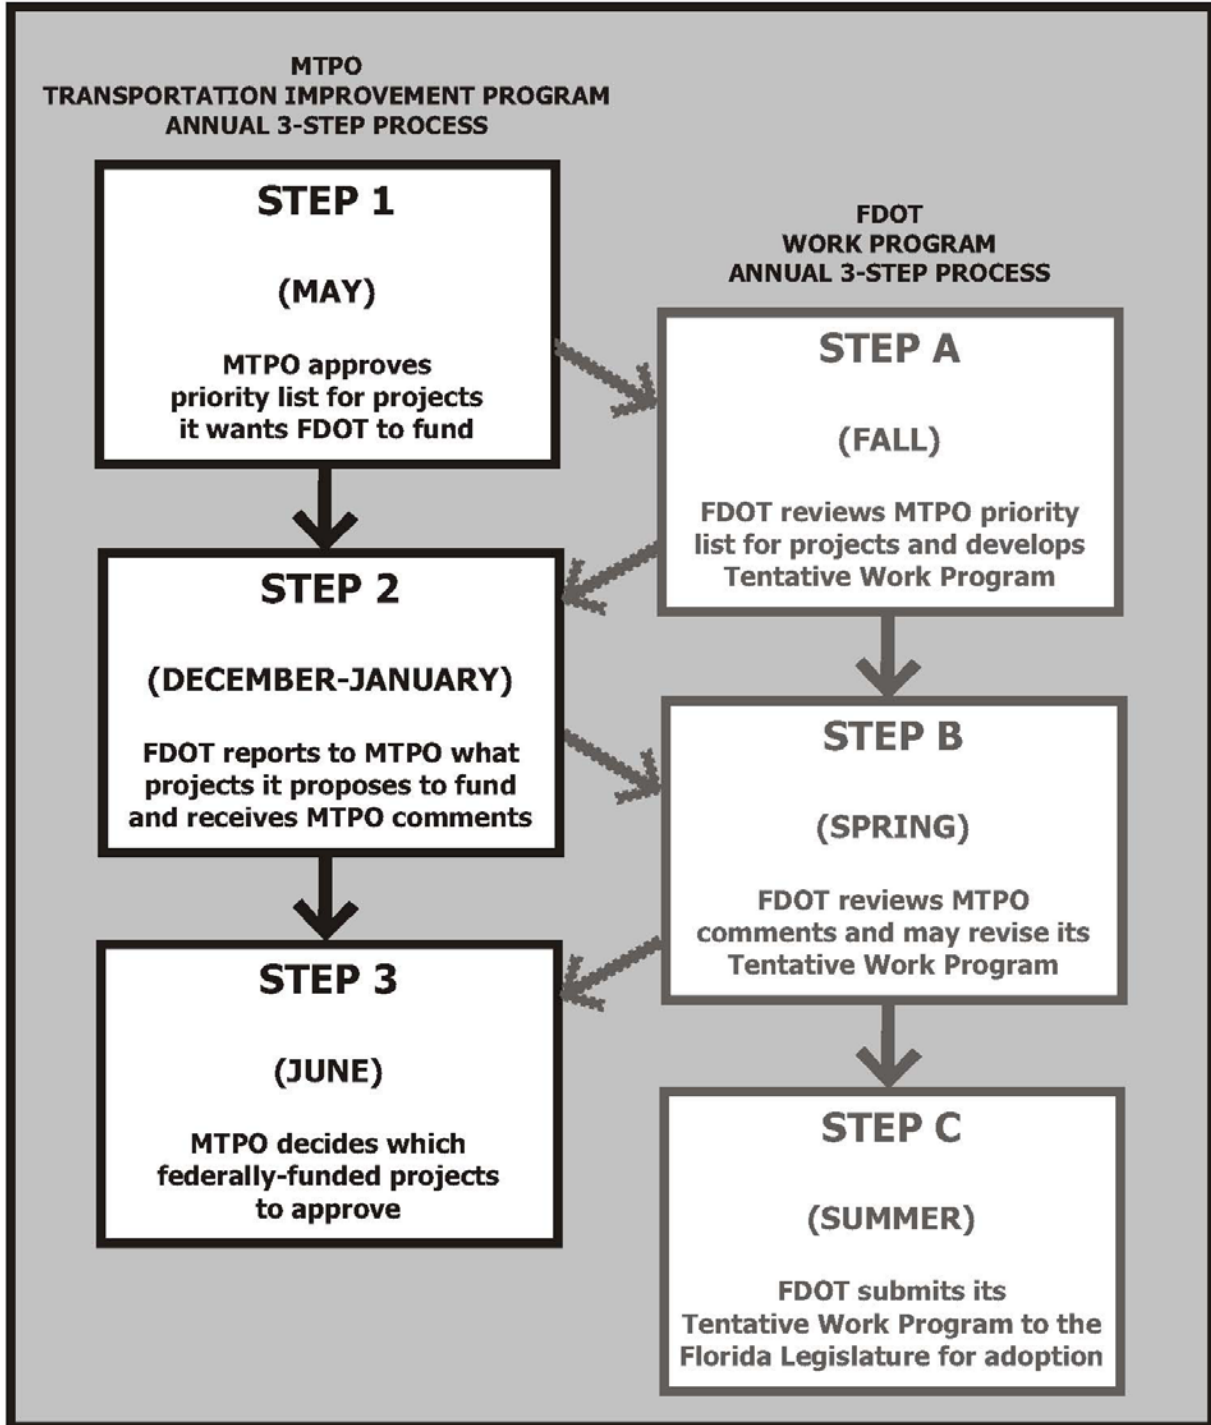 MTPO
TRANSPORTATION IMPROVEMENT PROGRAM
ANNUAL 3-STEP PROCESS
STEP 1
(MAY)
MTPO approves
priority list for projects
it wants FDOT to fund
STEP 2
(DECEMBER-JANUARY)
FDOT reports to MTPO what
projects it proposes to fund
and receives MTPO comments
STEP 3
(JUNE)
MTPO decides which
federally-funded projects
to approve
FDOT
WORK PROGRAM
ANNUAL 3-STEP PROCESS
STEP A
(FALL)
FDOT reviews MTPO priority
list for projects and develops
Tentative Work Program
STEP B
(SPRING)
FDOT reviews MTPO
comments and may revise its
Tentative Work Program
STEP C
(SUMMER)
FDOT submits its
Tentative Work Program to the
Florida Legislature for adoption